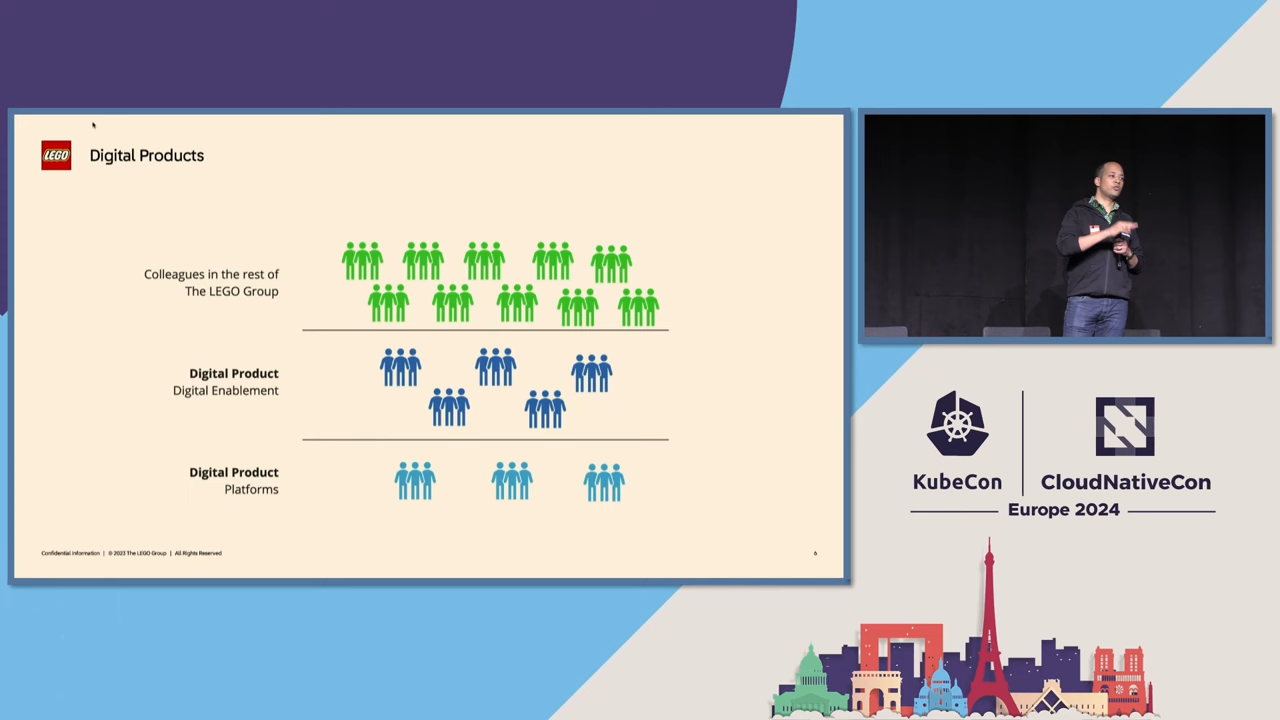 LEGO
Digital Products
Colleagues in the rest of
The LEGO Group
Digital Product
Digital Enablement
Digital Product
Platforms
Confidential Information | © 2023 The LEGO Group | All Rights Reserved
6
KubeCon
CloudNativeCon
Europe 2024